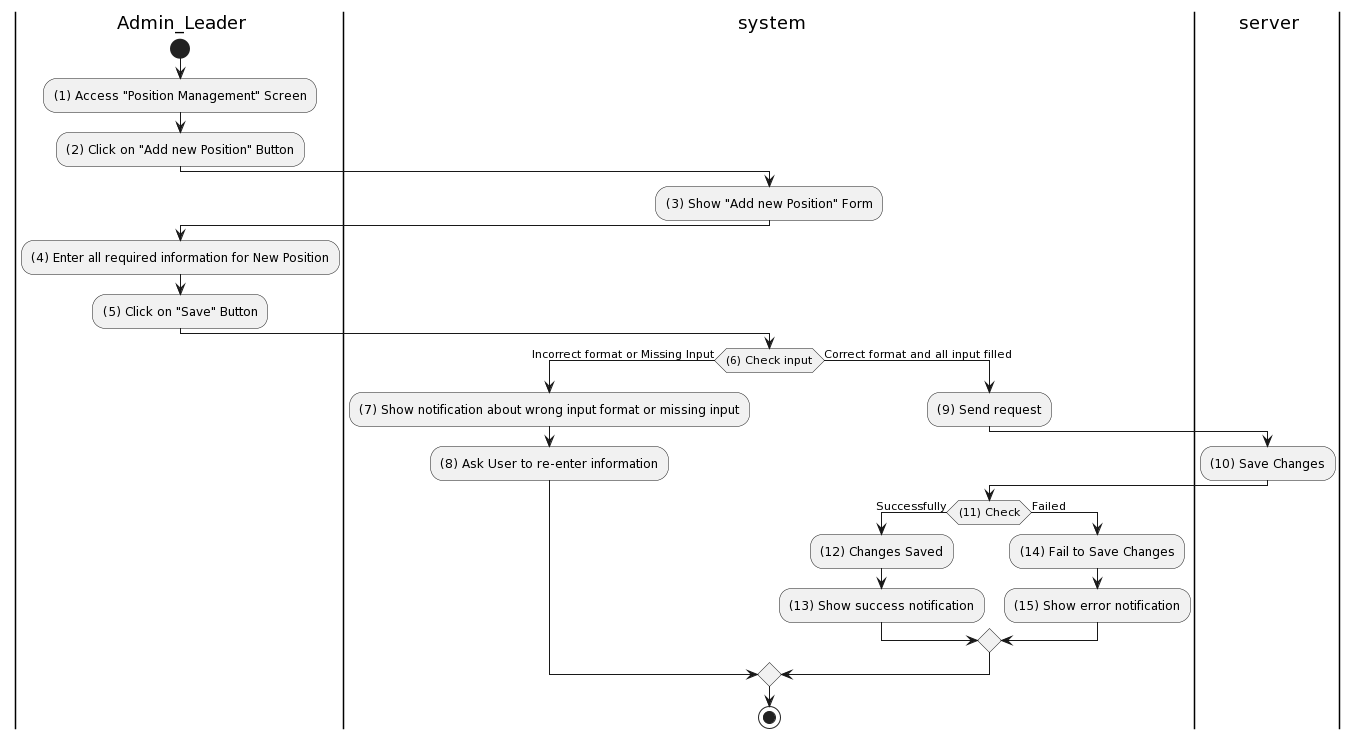 Admin_Leader
system
server
(1) Access "Position Management" Screen
(2) Click on "Add new Position" Button
(3) Show "Add new Position" Form
(4) Enter all required information for New Position
(5) Click on "Save" Button
Incorrect format or Missing Input
(6) Check input
Correct format and all input filled
(7) Show notification about wrong input format or missing input
(9) Send request
(8) Ask User to re-enter information
(10) Save Changes
Successfully
(11) Check
Failed
(12) Changes Saved
(14) Fail to Save Changes
(13) Show success notification
(15) Show error notification